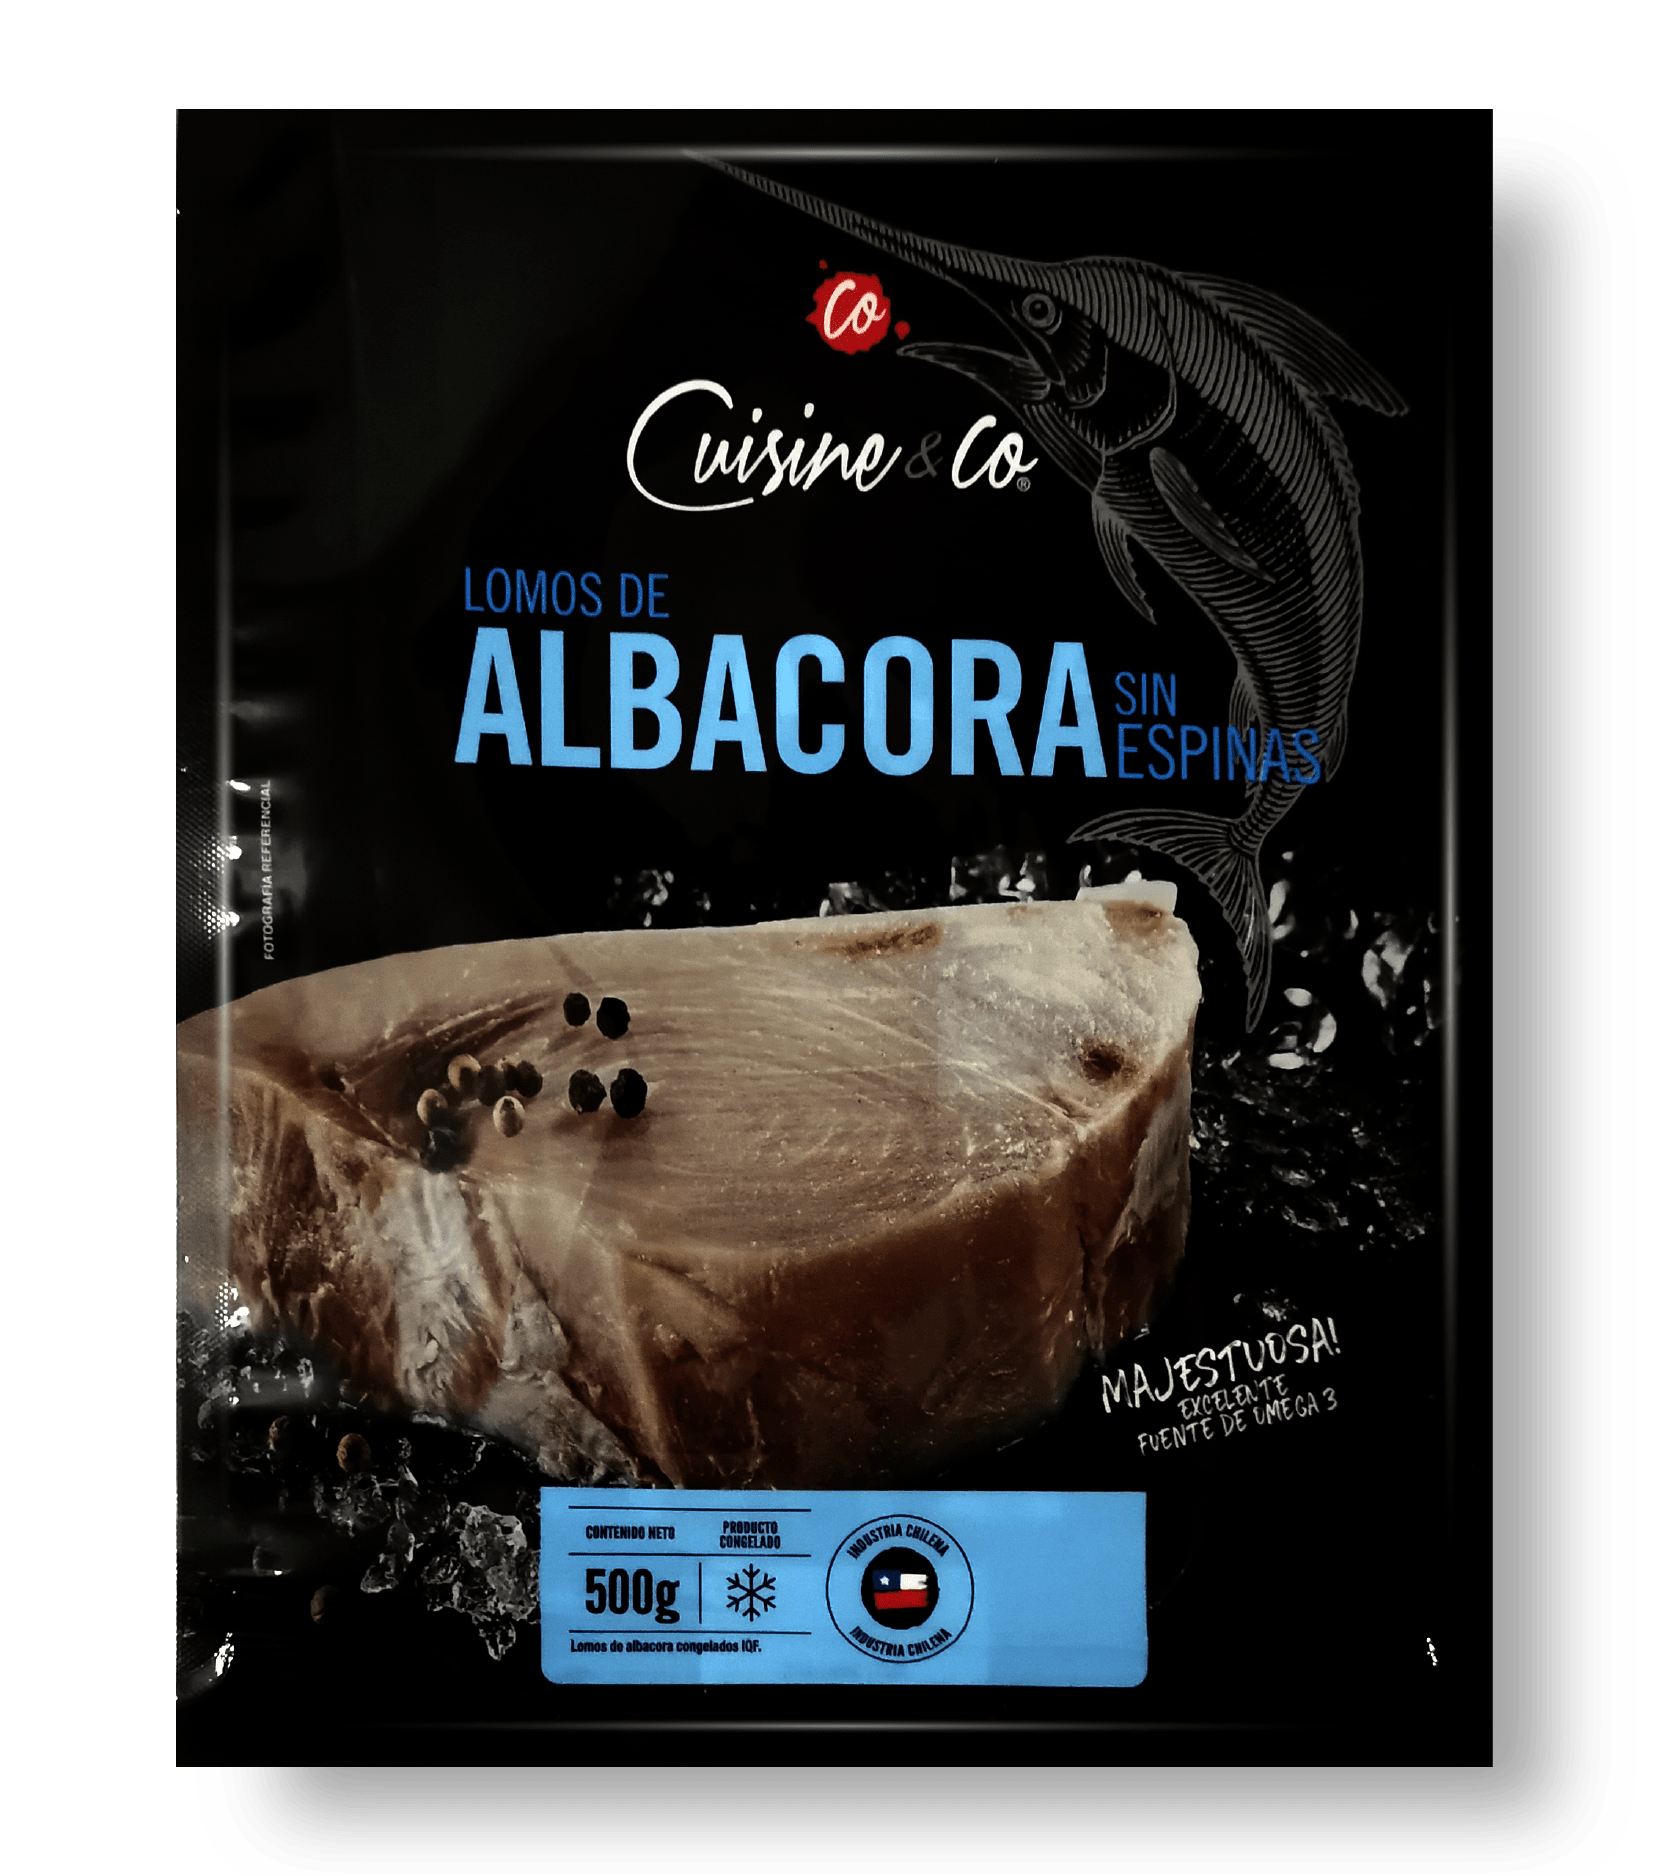 Co
Cuisine & Co®
LOMOS DE
ALBACORA
SIN
ESPINAS
FOTOGRAFÍA REFERENCIAL
MAJESTUOSA!
EXCELENTE
FUENTE DE OMEGA 3
CONTENIDO NETO
500g
PRODUCTO
CONGELADO
Lomos de albacora congelados IQF.
INDUSTRIA CHILENA
INDUSTRIA CHILENA